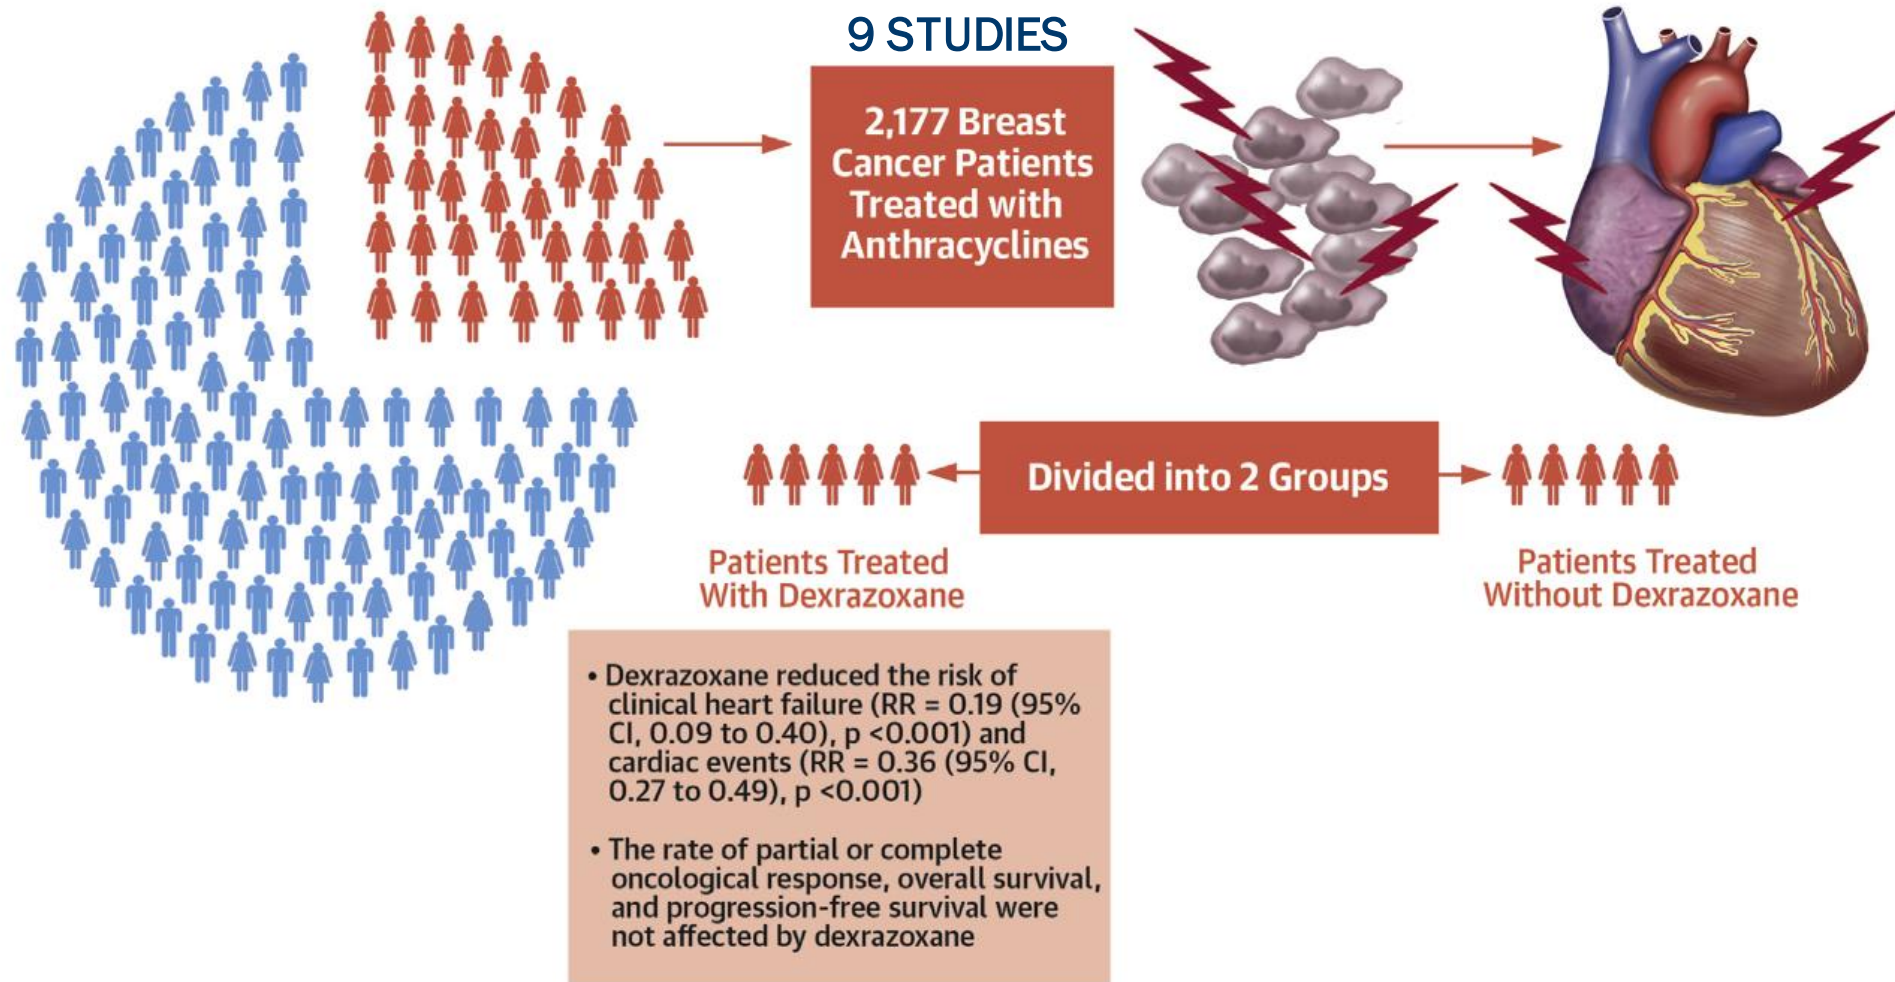 9 STUDIES
2,177 Breast
Cancer Patients
Treated with
Anthracyclines
Divided into 2 Groups
Patients Treated
With Dexrazoxane
Patients Treated
Without Dexrazoxane
• Dexrazoxane reduced the risk of
clinical heart failure (RR = 0.19 (95%
CI, 0.09 to 0.40), p <0.001) and
cardiac events (RR = 0.36 (95% CI,
0.27 to 0.49), p <0.001)
• The rate of partial or complete
oncological response, overall survival,
and progression-free survival were
not affected by dexrazoxane